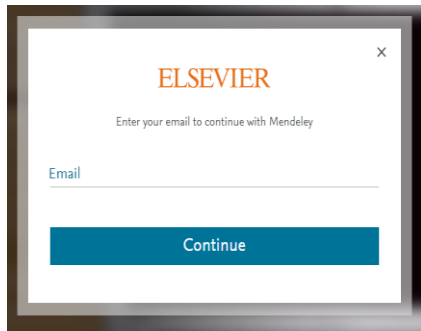 ×
ELSEVIER
Enter your email to continue with Mendeley
Email
Continue